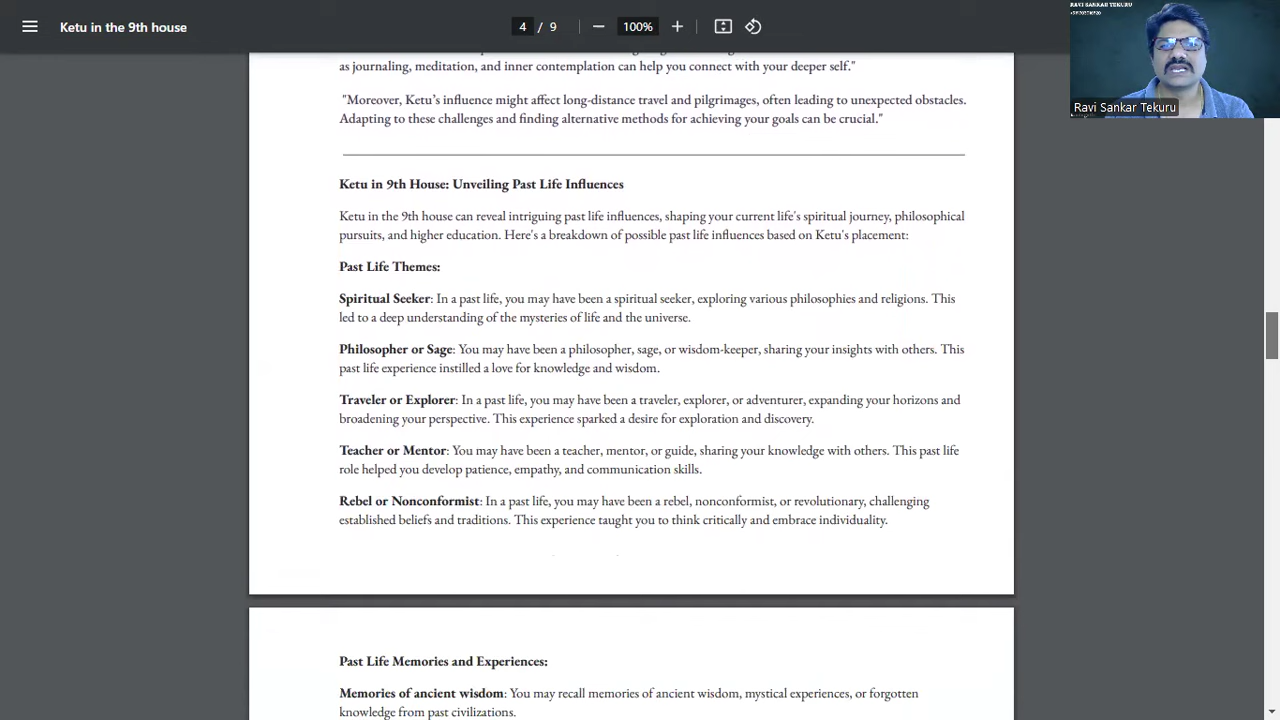 Ketu in the 9th house
4 / 9
100%
RAVI SANKAR TEKURU
Ravi Sankar Tekuru
as journaling, meditation, and inner contemplation can help you connect with your deeper self."
"Moreover, Ketu’s influence might affect long-distance travel and pilgrimages, often leading to unexpected obstacles.
Adapting to these challenges and finding alternative methods for achieving your goals can be crucial."
Ketu in 9th House: Unveiling Past Life Influences
Ketu in the 9th house can reveal intriguing past life influences, shaping your current life's spiritual journey, philosophical
pursuits, and higher education. Here's a breakdown of possible past life influences based on Ketu's placement:
Past Life Themes:
Spiritual Seeker: In a past life, you may have been a spiritual seeker, exploring various philosophies and religions. This
led to a deep understanding of the mysteries of life and the universe.
Philosopher or Sage: You may have been a philosopher, sage, or wisdom-keeper, sharing your insights with others. This
past life experience instilled a love for knowledge and wisdom.
Traveler or Explorer: In a past life, you may have been a traveler, explorer, or adventurer, expanding your horizons and
broadening your perspective. This experience sparked a desire for exploration and discovery.
Teacher or Mentor: You may have been a teacher, mentor, or guide, sharing your knowledge with others. This past life
role helped you develop patience, empathy, and communication skills.
Rebel or Nonconformist: In a past life, you may have been a rebel, nonconformist, or revolutionary, challenging
established beliefs and traditions. This experience taught you to think critically and embrace individuality.
Past Life Memories and Experiences:
Memories of ancient wisdom: You may recall memories of ancient wisdom, mystical experiences, or forgotten
knowledge from past civilizations.